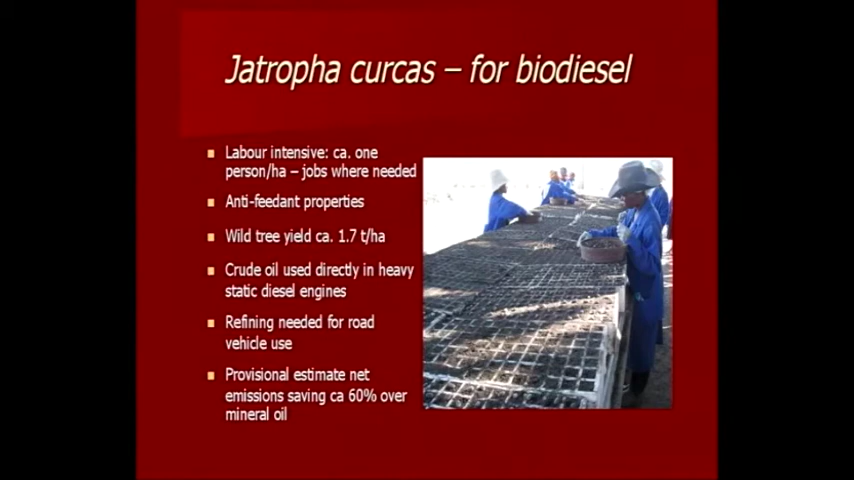 Jatropha curcas – for biodiesel
Labour intensive: ca. one
person/ha – jobs where needed
Anti-feedant properties
Wild tree yield ca. 1.7 t/ha
Crude oil used directly in heavy
static diesel engines
Refining needed for road
vehicle use
Provisional estimate net
emissions saving ca 60% over
mineral oil